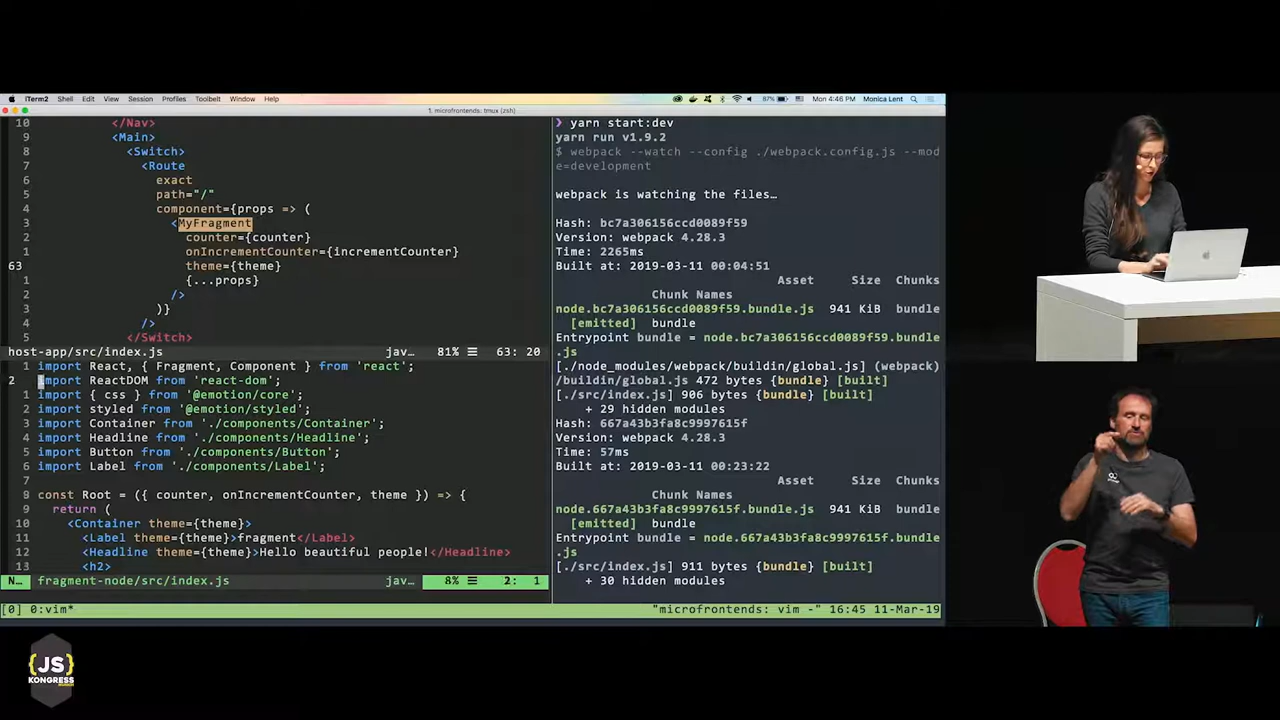 iTerm2 Shell Edit View Session Profiles Toolbelt Window Help
87% Mon 4:46 PM Monica Lent
1. microfrontends: tmux (zsh)
10 </Nav>
9 <Main>
8 <Switch>
7 <Route
6 exact
5 path="/"
4 component={props => (
3 <MyFragment
2 counter={counter}
1 onIncrementCounter={incrementCounter}
63 theme={theme}
1 {...props}
2 />
3 )}
4 />
5 </Switch>
host-app/src/index.js jav… 81% ☰ 63: 20
1 import React, { Fragment, Component } from 'react';
2 import ReactDOM from 'react-dom';
1 import { css } from '@emotion/core';
2 import styled from '@emotion/styled';
3 import Container from './components/Container';
4 import Headline from './components/Headline';
5 import Button from './components/Button';
6 import Label from './components/Label';
7
8 const Root = ({ counter, onIncrementCounter, theme }) => {
9 return (
10 <Container theme={theme}>
11 <Label theme={theme}>fragment</Label>
12 <Headline theme={theme}>Hello beautiful people!</Headline>
13 <h2>
N… fragment-node/src/index.js jav… 8% ☰ 2: 1
❯ yarn start:dev
yarn run v1.9.2
$ webpack --watch --config ./webpack.config.js --mod
e=development
webpack is watching the files…
Hash: bc7a306156ccd0089f59
Version: webpack 4.28.3
Time: 2265ms
Built at: 2019-03-11 00:04:51
Asset Size Chunks
Chunk Names
node.bc7a306156ccd0089f59.bundle.js 941 KiB bundle
[emitted] bundle
Entrypoint bundle = node.bc7a306156ccd0089f59.bundle
.js
[./node_modules/webpack/buildin/global.js] (webpack)
/buildin/global.js 472 bytes {bundle} [built]
[./src/index.js] 906 bytes {bundle} [built]
+ 29 hidden modules
Hash: 667a43b3fa8c9997615f
Version: webpack 4.28.3
Time: 57ms
Built at: 2019-03-11 00:23:22
Asset Size Chunks
Chunk Names
node.667a43b3fa8c9997615f.bundle.js 941 KiB bundle
[emitted] bundle
Entrypoint bundle = node.667a43b3fa8c9997615f.bundle
.js
[./src/index.js] 911 bytes {bundle} [built]
+ 30 hidden modules
[0] 0:vim* "microfrontends: vim -" 16:45 11-Mar-19
{JS}
KONGRESS